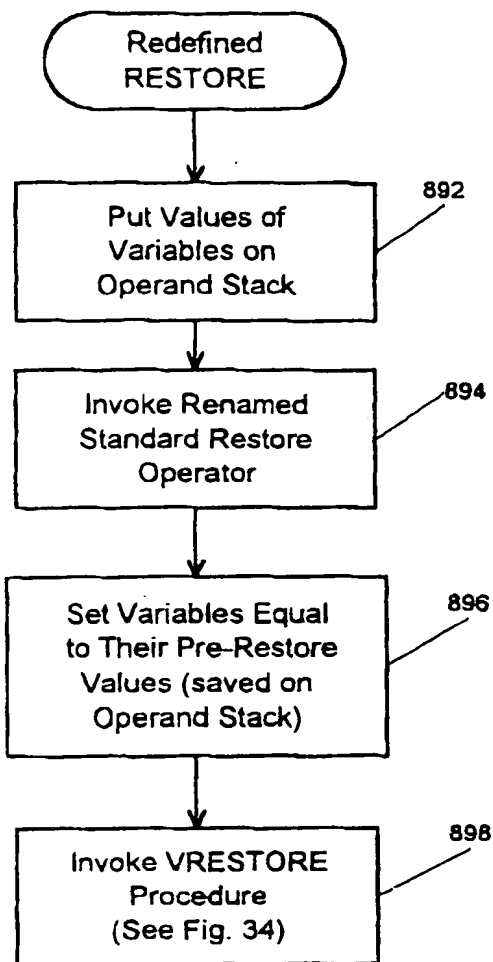 Redefined
RESTORE
892
Put Values of
Variables on
Operand Stack
894
Invoke Renamed
Standard Restore
Operator
896
Set Variables Equal
to Their Pre-Restore
Values (saved on
Operand Stack)
898
Invoke VRESTORE
Procedure
(See Fig. 34)